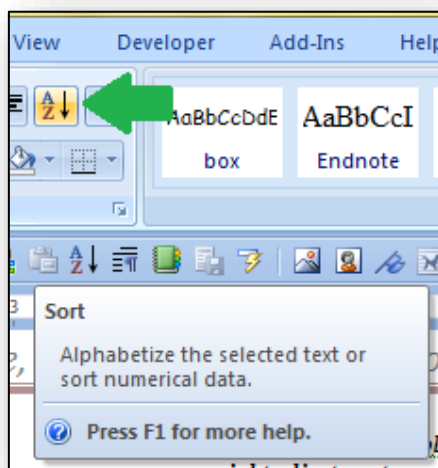 View Developer Add-Ins Help
A Z
AaBbCcDdE AaBbCcI
box Endnote
A Z
3
Sort
Alphabetize the selected text or
sort numerical data.
Press F1 for more help.